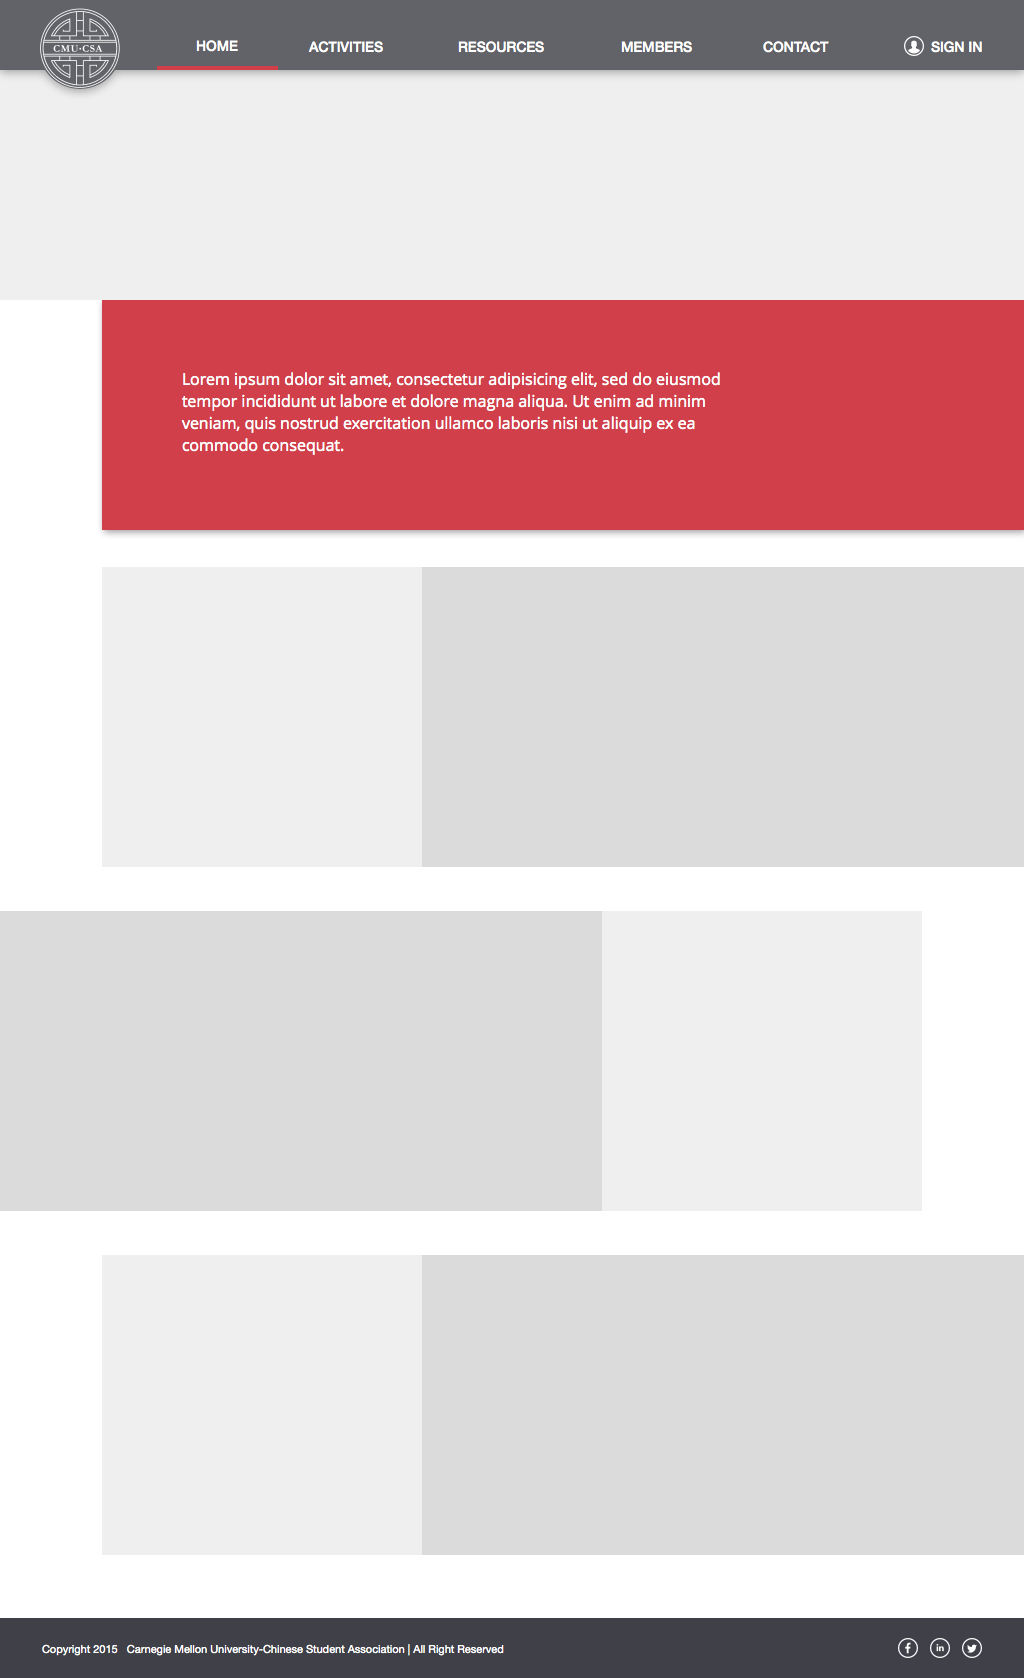 CMU·CSA
HOME
ACTIVITIES
RESOURCES
MEMBERS
CONTACT
SIGN IN
Lorem ipsum dolor sit amet, consectetur adipisicing elit, sed do eiusmod
tempor incididunt ut labore et dolore magna aliqua. Ut enim ad minim
veniam, quis nostrud exercitation ullamco laboris nisi ut aliquip ex ea
commodo consequat.
Copyright 2015 Carnegie Mellon University-Chinese Student Association | All Right Reserved
f
in